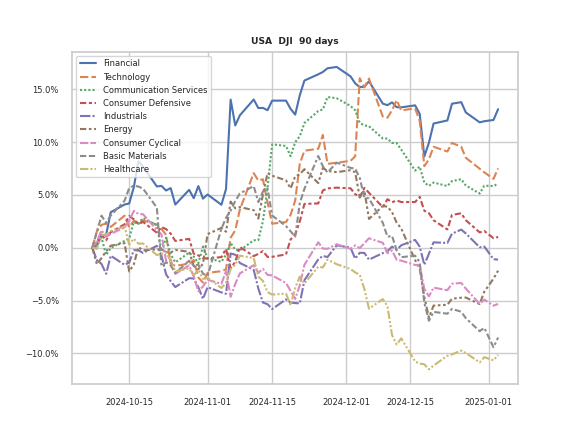 USA DJI 90 days
Financial
Technology
Communication Services
Consumer Defensive
Industrials
Energy
Consumer Cyclical
Basic Materials
Healthcare
15.0%
10.0%
5.0%
0.0%
−5.0%
−10.0%
2024-10-15
2024-11-01
2024-11-15
2024-12-01
2024-12-15
2025-01-01